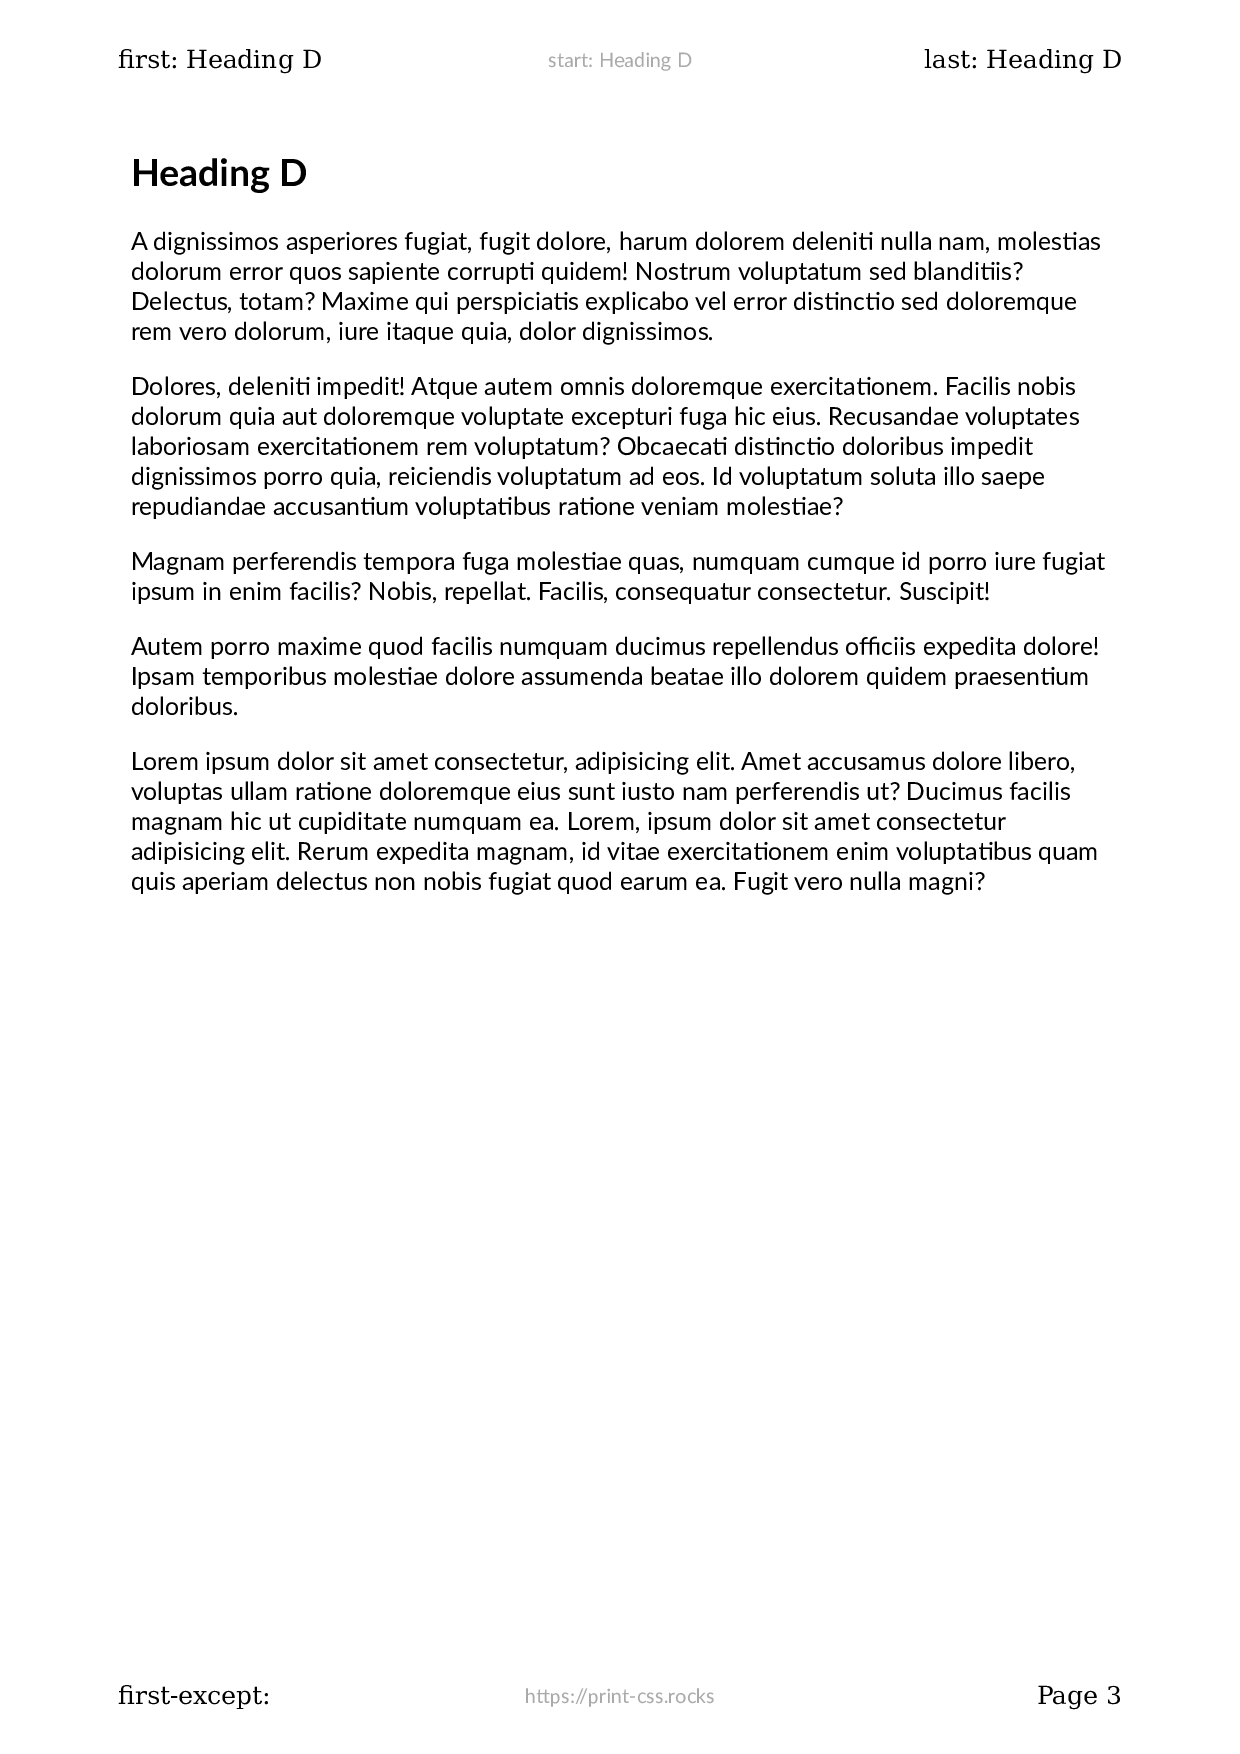 first: Heading D
start: Heading D
last: Heading D
Heading D
A dignissimos asperiores fugiat, fugit dolore, harum dolorem deleniti nulla nam, molestias
dolorum error quos sapiente corrupti quidem! Nostrum voluptatum sed blanditiis?
Delectus, totam? Maxime qui perspiciatis explicabo vel error distinctio sed doloremque
rem vero dolorum, iure itaque quia, dolor dignissimos.
Dolores, deleniti impedit! Atque autem omnis doloremque exercitationem. Facilis nobis
dolorum quia aut doloremque voluptate excepturi fuga hic eius. Recusandae voluptates
laboriosam exercitationem rem voluptatum? Obcaecati distinctio doloribus impedit
dignissimos porro quia, reiciendis voluptatum ad eos. Id voluptatum soluta illo saepe
repudiandae accusantium voluptatibus ratione veniam molestiae?
Magnam perferendis tempora fuga molestiae quas, numquam cumque id porro iure fugiat
ipsum in enim facilis? Nobis, repellat. Facilis, consequatur consectetur. Suscipit!
Autem porro maxime quod facilis numquam ducimus repellendus officiis expedita dolore!
Ipsam temporibus molestiae dolore assumenda beatae illo dolorem quidem praesentium
doloribus.
Lorem ipsum dolor sit amet consectetur, adipisicing elit. Amet accusamus dolore libero,
voluptas ullam ratione doloremque eius sunt iusto nam perferendis ut? Ducimus facilis
magnam hic ut cupiditate numquam ea. Lorem, ipsum dolor sit amet consectetur
adipisicing elit. Rerum expedita magnam, id vitae exercitationem enim voluptatibus quam
quis aperiam delectus non nobis fugiat quod earum ea. Fugit vero nulla magni?
first-except:
https://print-css.rocks
Page 3